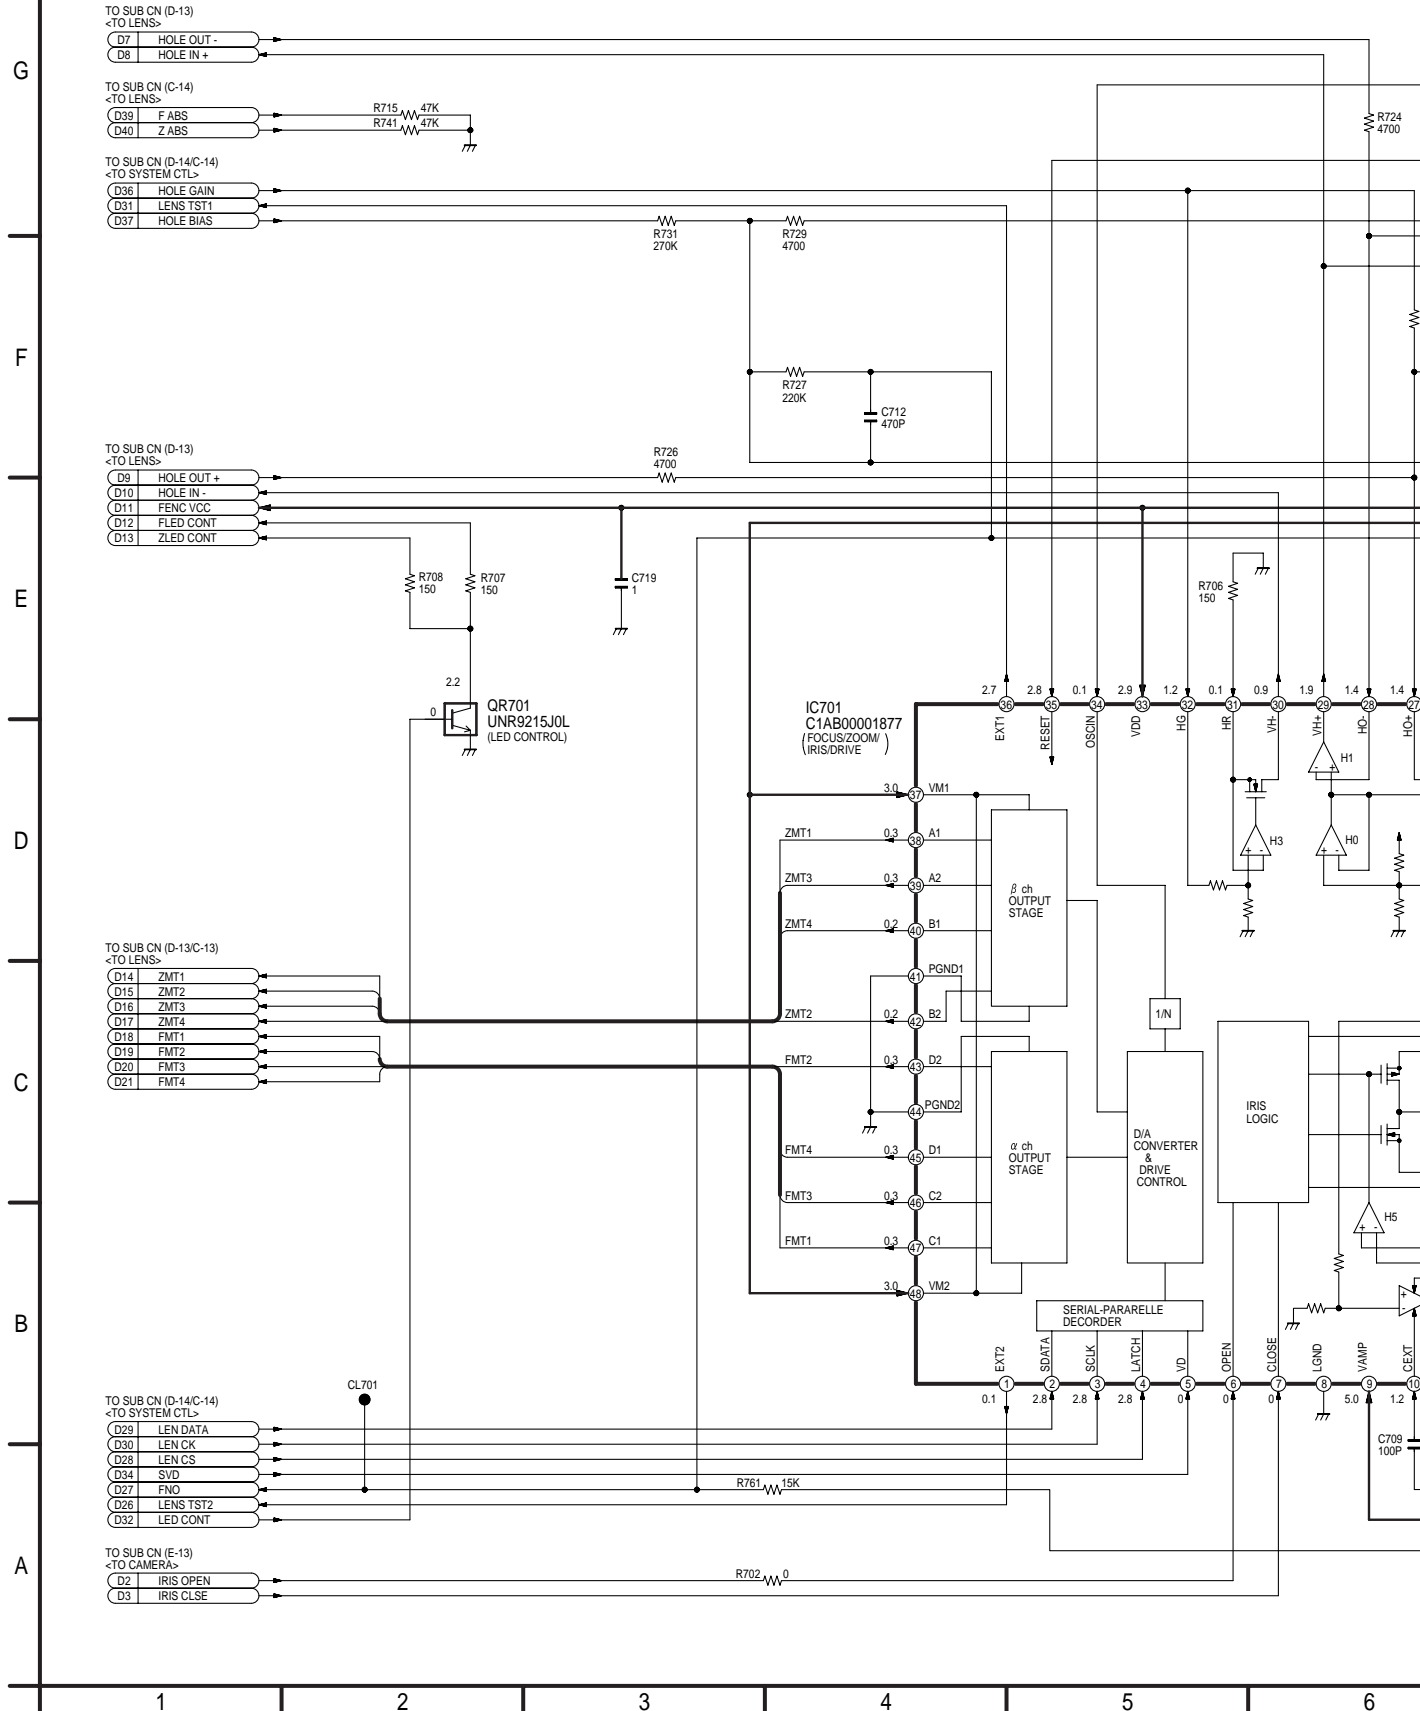 TO SUB CN (D-13)
<TO LENS>
D7 HOLE OUT -
D8 HOLE IN +
G
TO SUB CN (C-14)
<TO LENS>
D39 F ABS
D40 Z ABS
R715 47K
R741 47K
R724
4700
TO SUB CN (D-14/C-14)
<TO SYSTEM CTL>
D36 HOLE GAIN
D31 LENS TST1
D37 HOLE BIAS
R731
270K
R729
4700
F
R727
220K
C712
470P
TO SUB CN (D-13)
<TO LENS>
D9 HOLE OUT +
D10 HOLE IN -
D11 FENC VCC
D12 FLED CONT
D13 ZLED CONT
R726
4700
R708
150
R707
150
C719
1
R706
150
E
2.2
0
QR701
UNR9215J0L
(LED CONTROL)
IC701
C1AB00001877
(FOCUS/ZOOM/
IRIS/DRIVE)
2.7 2.8 0.1 2.9 1.2 0.1 0.9 1.9 1.4 1.4
36 35 34 33 32 31 30 29 28 27
EXT1 RESET OSCIN VDD HG HR VH- VH+ HO- HO+
H1
- +
D
3.0 37 VM1
ZMT1 0.3 38 A1
ZMT3 0.3 39 A2
ZMT4 0.2 40 B1
β ch
OUTPUT
STAGE
H3
+ -
H0
+ -
TO SUB CN (D-13/C-13)
<TO LENS>
D14 ZMT1
D15 ZMT2
D16 ZMT3
D17 ZMT4
D18 FMT1
D19 FMT2
D20 FMT3
D21 FMT4
41 PGND1
ZMT2 0.2 42 B2
FMT2 0.3 43 D2
44 PGND2
FMT4 0.3 45 D1
FMT3 0.3 46 C2
FMT1 0.3 47 C1
3.0 48 VM2
1/N
C
α ch
OUTPUT
STAGE
D/A
CONVERTER
&
DRIVE
CONTROL
IRIS
LOGIC
H5
+ -
+
-
B
SERIAL-PARARELLE
DECORDER
EXT2 SDATA SCLK LATCH VD OPEN CLOSE LGND VAMP CEXT
1 2 3 4 5 6 7 8 9 10
0.1 2.8 2.8 2.8 0 0 0 5.0 1.2
CL701
C709
100P
TO SUB CN (D-14/C-14)
<TO SYSTEM CTL>
D29 LEN DATA
D30 LEN CK
D28 LEN CS
D34 SVD
D27 FNO
D26 LENS TST2
D32 LED CONT
R761 15K
TO SUB CN (E-13)
<TO CAMERA>
D2 IRIS OPEN
D3 IRIS CLSE
R702 0
A
1 2 3 4 5 6